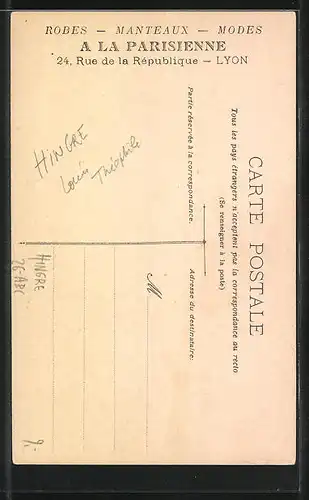 ROBES — MANTEAUX — MODES
A LA PARISIENNE
24, Rue de la République — LYON
CARTE POSTALE
Tous les pays étrangers n'acceptent pas la correspondance au recto
(Se renseigner à la poste)
Partie réservée à la correspondance.
Adresse du destinataire:
M
HINGRE
Louis
Théophile
HINGRE
26 ABC
9.-